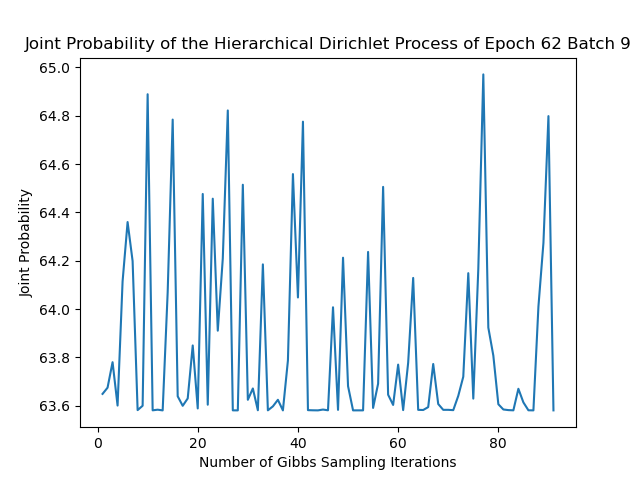 Joint Probability of the Hierarchical Dirichlet Process of Epoch 62 Batch 9
65.0
64.8
64.6
64.4
64.2
64.0
63.8
63.6
Joint Probability
0 20 40 60 80
Number of Gibbs Sampling Iterations